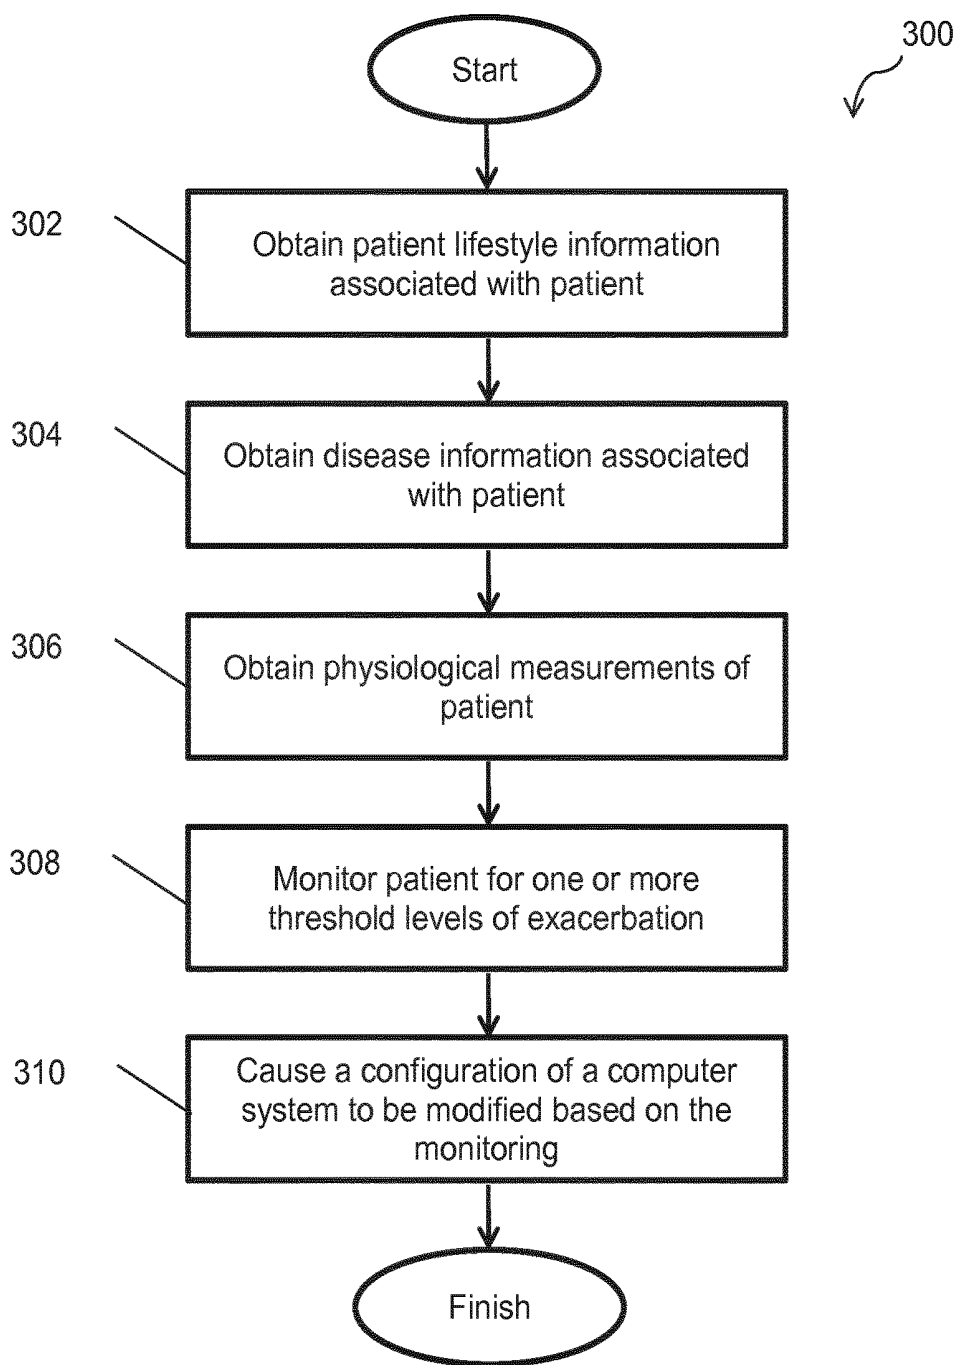 300
Start
302
Obtain patient lifestyle information
associated with patient
304
Obtain disease information associated
with patient
306
Obtain physiological measurements of
patient
308
Monitor patient for one or more
threshold levels of exacerbation
310
Cause a configuration of a computer
system to be modified based on the
monitoring
Finish